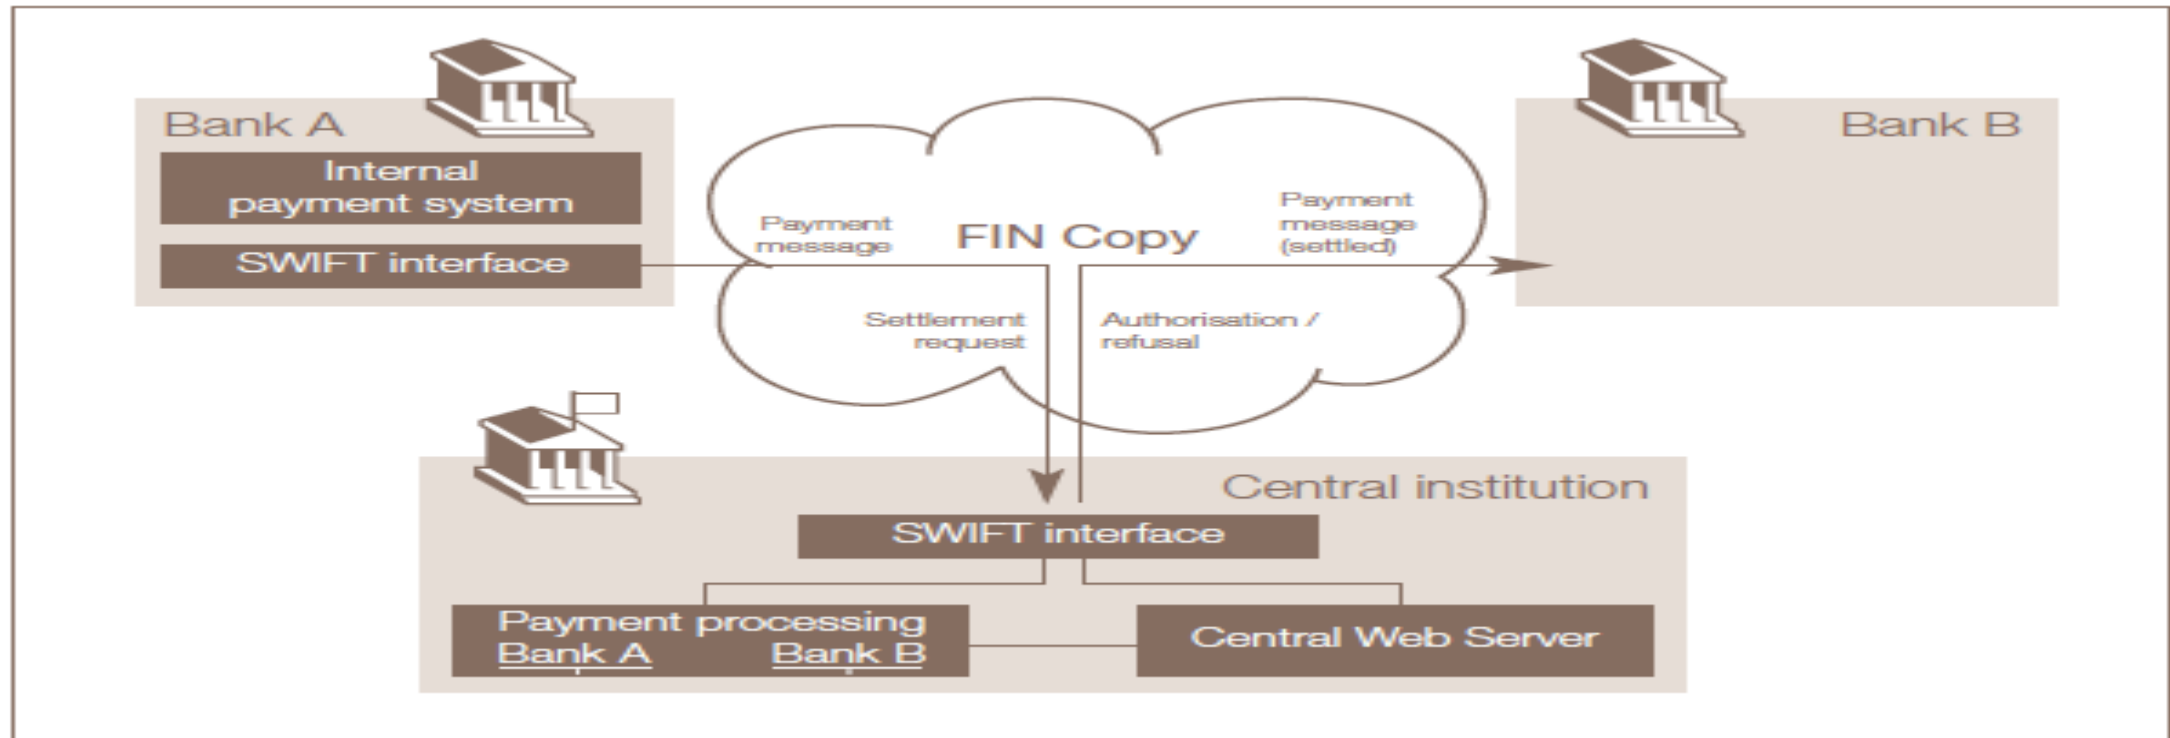 Bank A
Internal
payment system
SWIFT interface
Payment
message
FIN Copy
Payment
message
(settled)
Bank B
Settlement
request
Authorisation /
refusal
Central institution
SWIFT interface
Payment processing
Bank A Bank B
Central Web Server